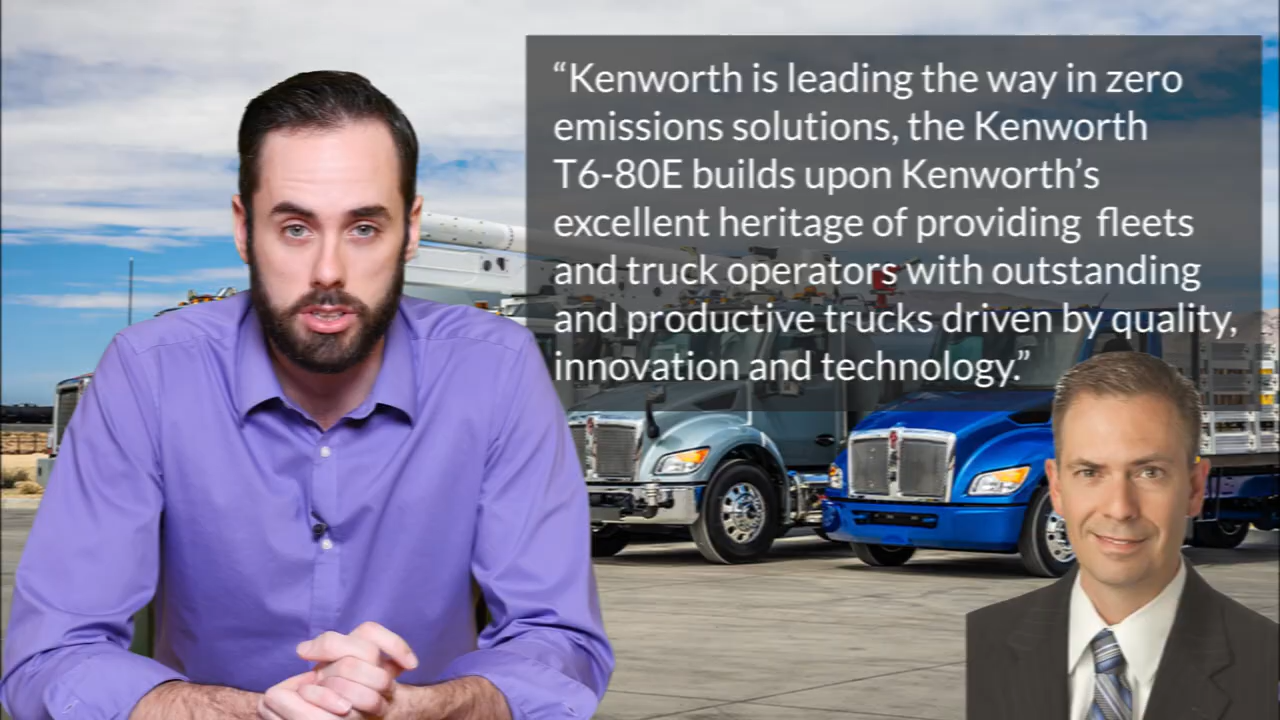 “Kenworth is leading the way in zero
emissions solutions, the Kenworth
T6-80E builds upon Kenworth’s
excellent heritage of providing fleets
and truck operators with outstanding
and productive trucks driven by quality,
innovation and technology.”